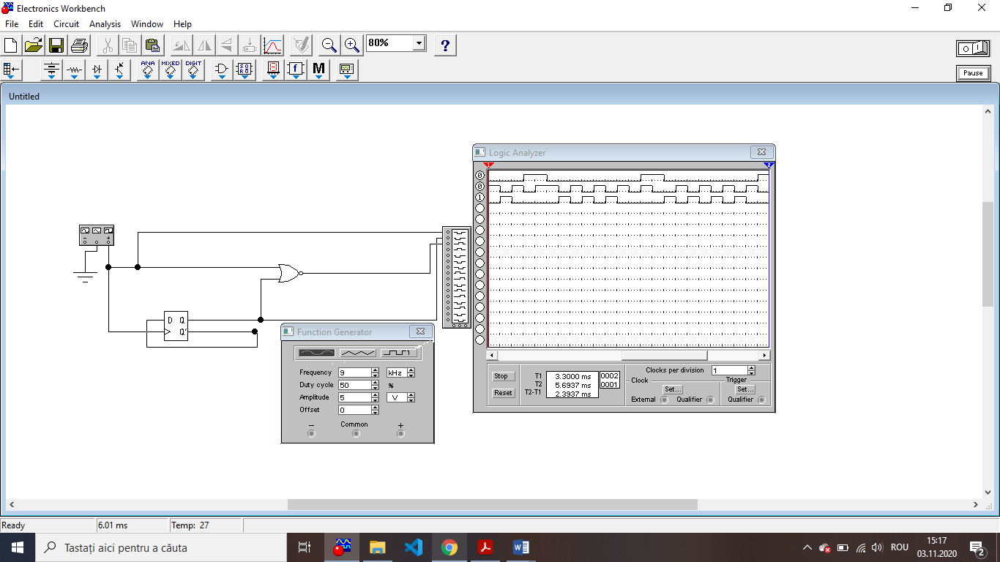 Electronics Workbench
File Edit Circuit Analysis Window Help
80%
?
O I
ANA MIXED DIGIT
f M
Pause
Untitled
Logic Analyzer
1 2
0
0
1
D Q
Q'
Function Generator
Frequency 9 kHz
Duty cycle 50 %
Amplitude 5 V
Offset 0
− Common +
Stop
Reset
T1 3.3000 ms 0002
T2 5.6937 ms 0001
T2-T1 2.3937 ms
Clocks per division 1
Clock
Set...
External Qualifier
Trigger
Set...
Qualifier
Ready 6.01 ms Temp: 27
Tastați aici pentru a căuta
ROU
15:17
03.11.2020
2